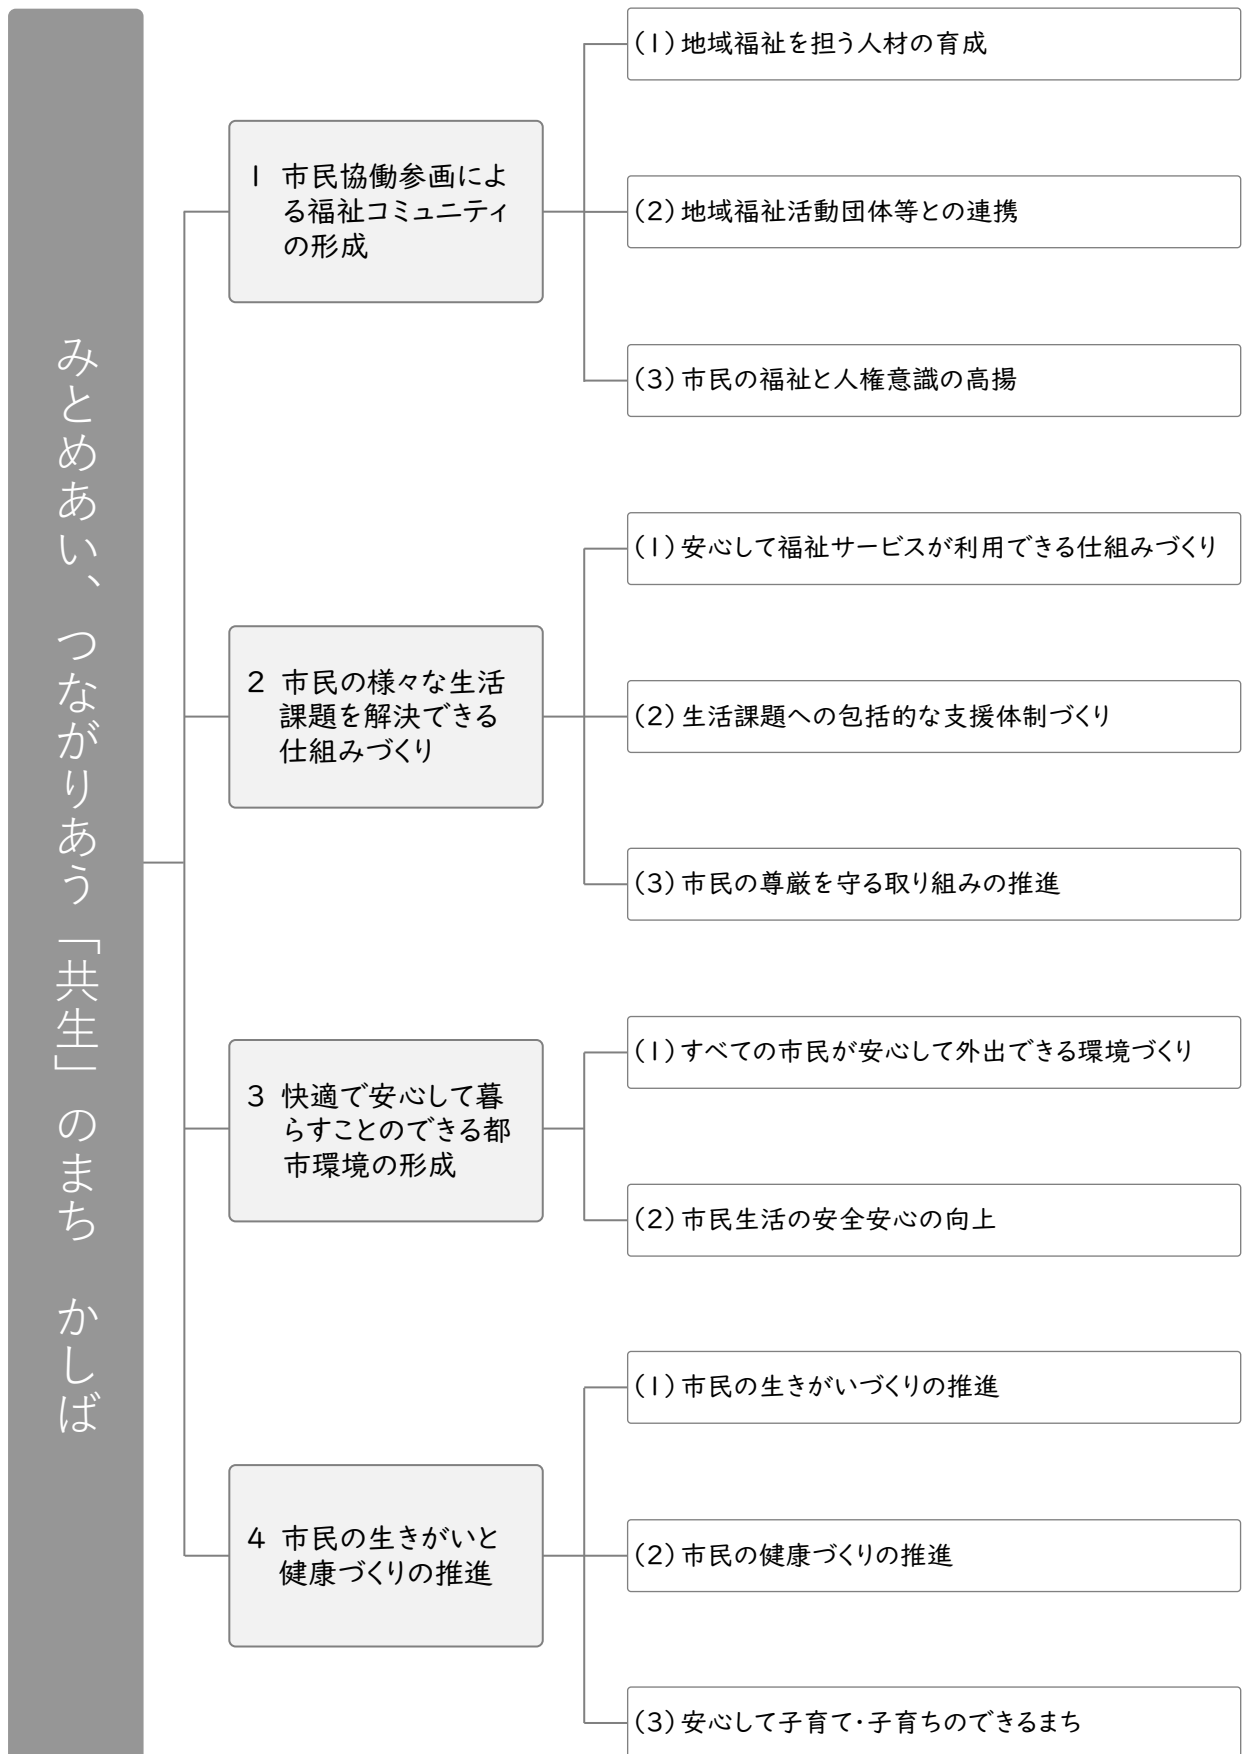 みとめあい、つながりあう「共生」のまち　かしば
1 市民協働参画によ
る福祉コミュニティ
の形成
(1)地域福祉を担う人材の育成
(2)地域福祉活動団体等との連携
(3)市民の福祉と人権意識の高揚
2 市民の様々な生活
課題を解決できる
仕組みづくり
(1)安心して福祉サービスが利用できる仕組みづくり
(2)生活課題への包括的な支援体制づくり
(3)市民の尊厳を守る取り組みの推進
3 快適で安心して暮
らすことのできる都
市環境の形成
(1)すべての市民が安心して外出できる環境づくり
(2)市民生活の安全安心の向上
4 市民の生きがいと
健康づくりの推進
(1)市民の生きがいづくりの推進
(2)市民の健康づくりの推進
(3)安心して子育て・子育ちのできるまち